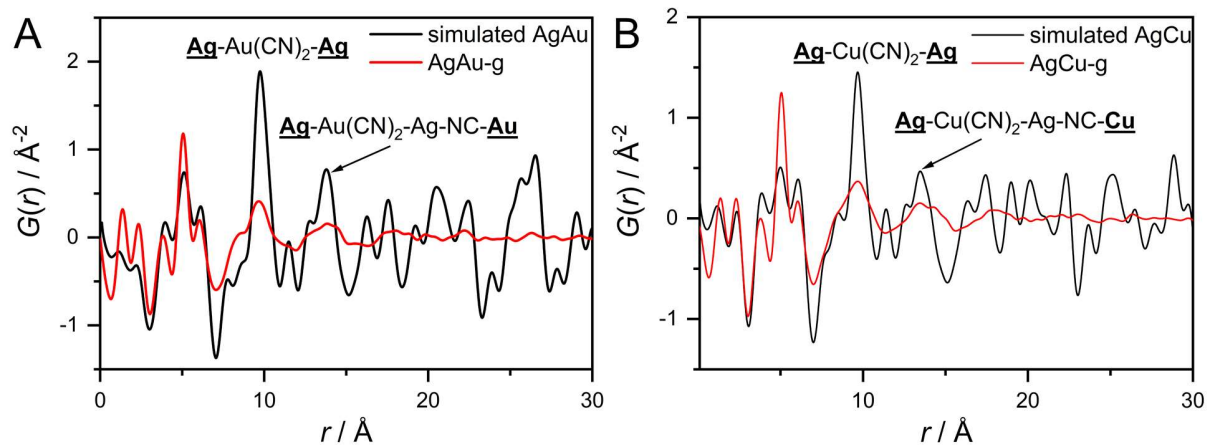 A
Ag-Au(CN)₂-Ag
simulated AgAu
AgAu-g
Ag-Au(CN)₂-Ag-NC-Au
G(r) / Å⁻²
2
1
0
-1
0
10
20
30
r / Å
B
Ag-Cu(CN)₂-Ag
simulated AgCu
AgCu-g
Ag-Cu(CN)₂-Ag-NC-Cu
G(r) / Å⁻²
2
1
0
-1
10
20
30
r / Å